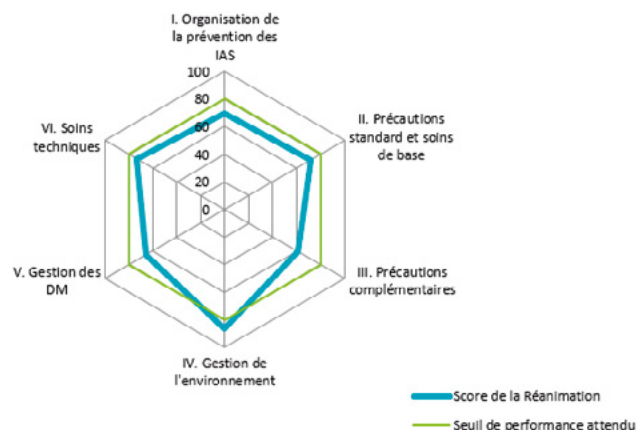 I. Organisation de
la prévention des
IAS
100
80
60
40
20
0
II. Précautions
standard et soins
de base
III. Précautions
complémentaires
IV. Gestion de
l'environnement
V. Gestion des
DM
VI. Soins
techniques
Score de la Réanimation
Seuil de performance attendu